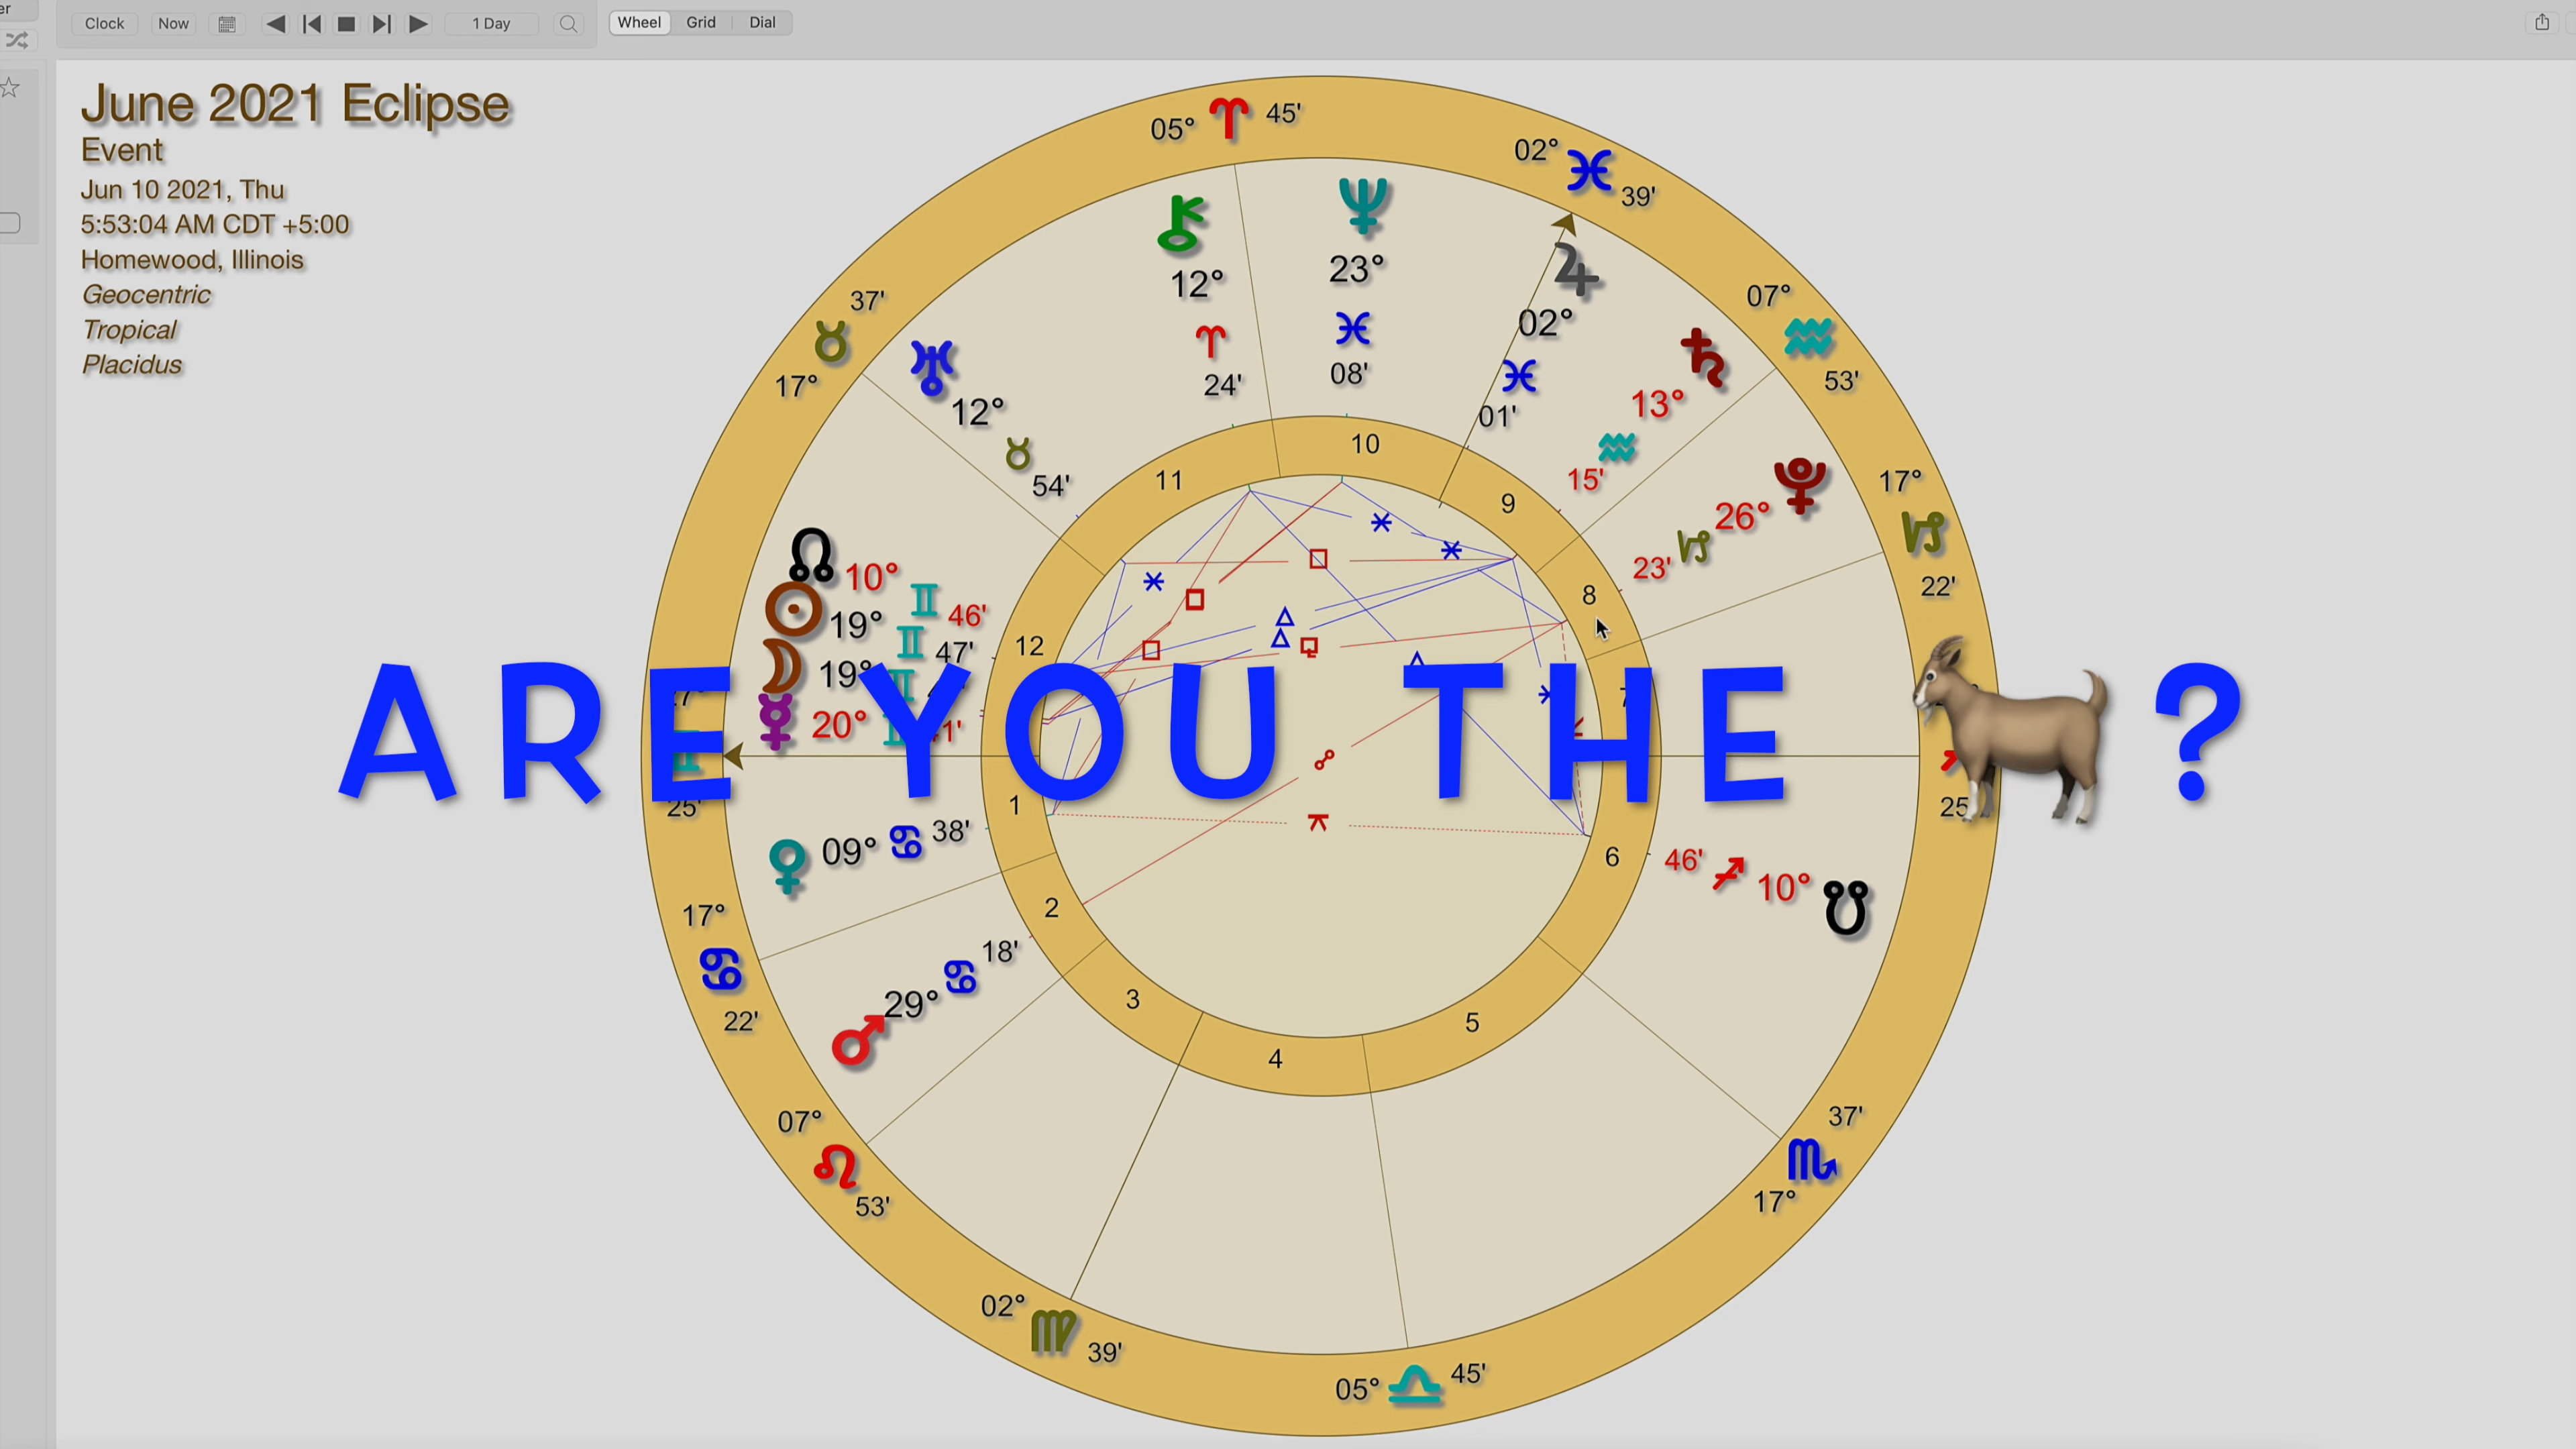 er
Clock Now 1 Day Wheel Grid Dial
June 2021 Eclipse
Event
Jun 10 2021, Thu
5:53:04 AM CDT +5:00
Homewood, Illinois
Geocentric
Tropical
Placidus
05° ♈ 45'
02° ♓ 39'
07° ♒ 53'
17° ♑ 22'
37' ♉ 17°
⚷ 12° ♈ 24'
♆ 23° ♓ 08'
♃ 02° ♓ 01'
♄ 13° ♒ 15'
♇ 26° ♑ 23'
♅ 12° ♉ 54'
☊ 10° ♊ 46'
☉ 19° ♊ 47'
☽ 19°
☿ 20°
10
11
9
8
12
ARE YOU THE 🐐 ?
25'
25
1
♀ 09° ♋ 38'
6
46' ♐ 10° ☋
17° ♋ 22'
2
♂ 29° ♋ 18'
3
4
5
07° ♌ 53'
37' ♏ 17°
02° ♍ 39'
05° ♎ 45'